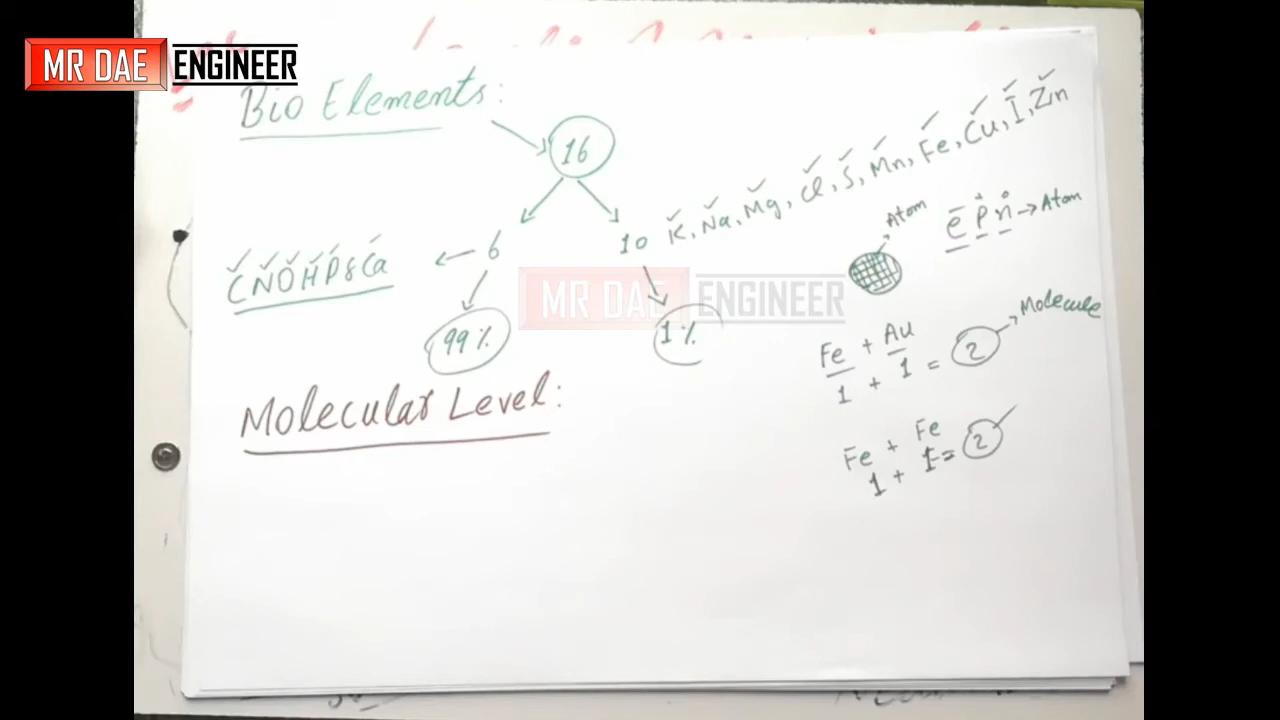 MR DAE ENGINEER
Bio Elements:
16
6
10 K, Na, Mg, Cl, S, Mn, Fe, Cu, I, Zn
C N O H P & Ca
99 %
1 %
Atom
e⁻ p⁺ n° → Atom
MR DAE ENGINEER
Fe + Au
1 + 1 = 2 → Molecule
Fe + Fe
1 + 1 = 2
Molecular Level: